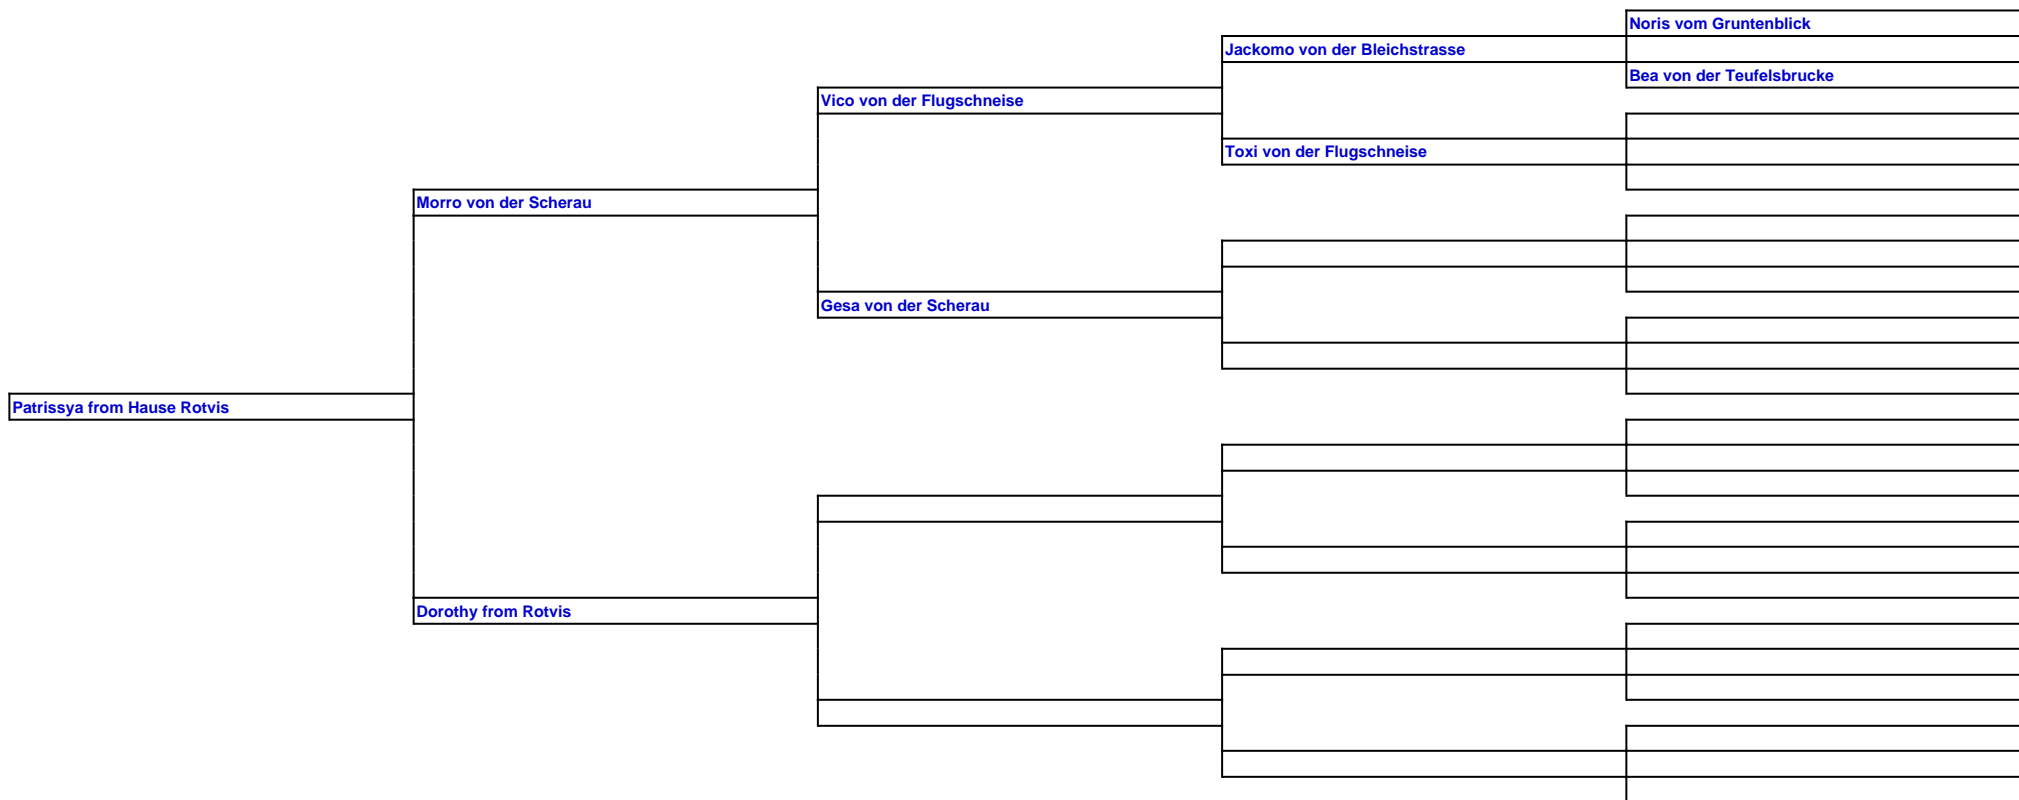 Noris vom Gruntenblick
Jackomo von der Bleichstrasse
Bea von der Teufelsbrucke
Vico von der Flugschneise
Toxi von der Flugschneise
Morro von der Scherau
Gesa von der Scherau
Patrissya from Hause Rotvis
Dorothy from Rotvis